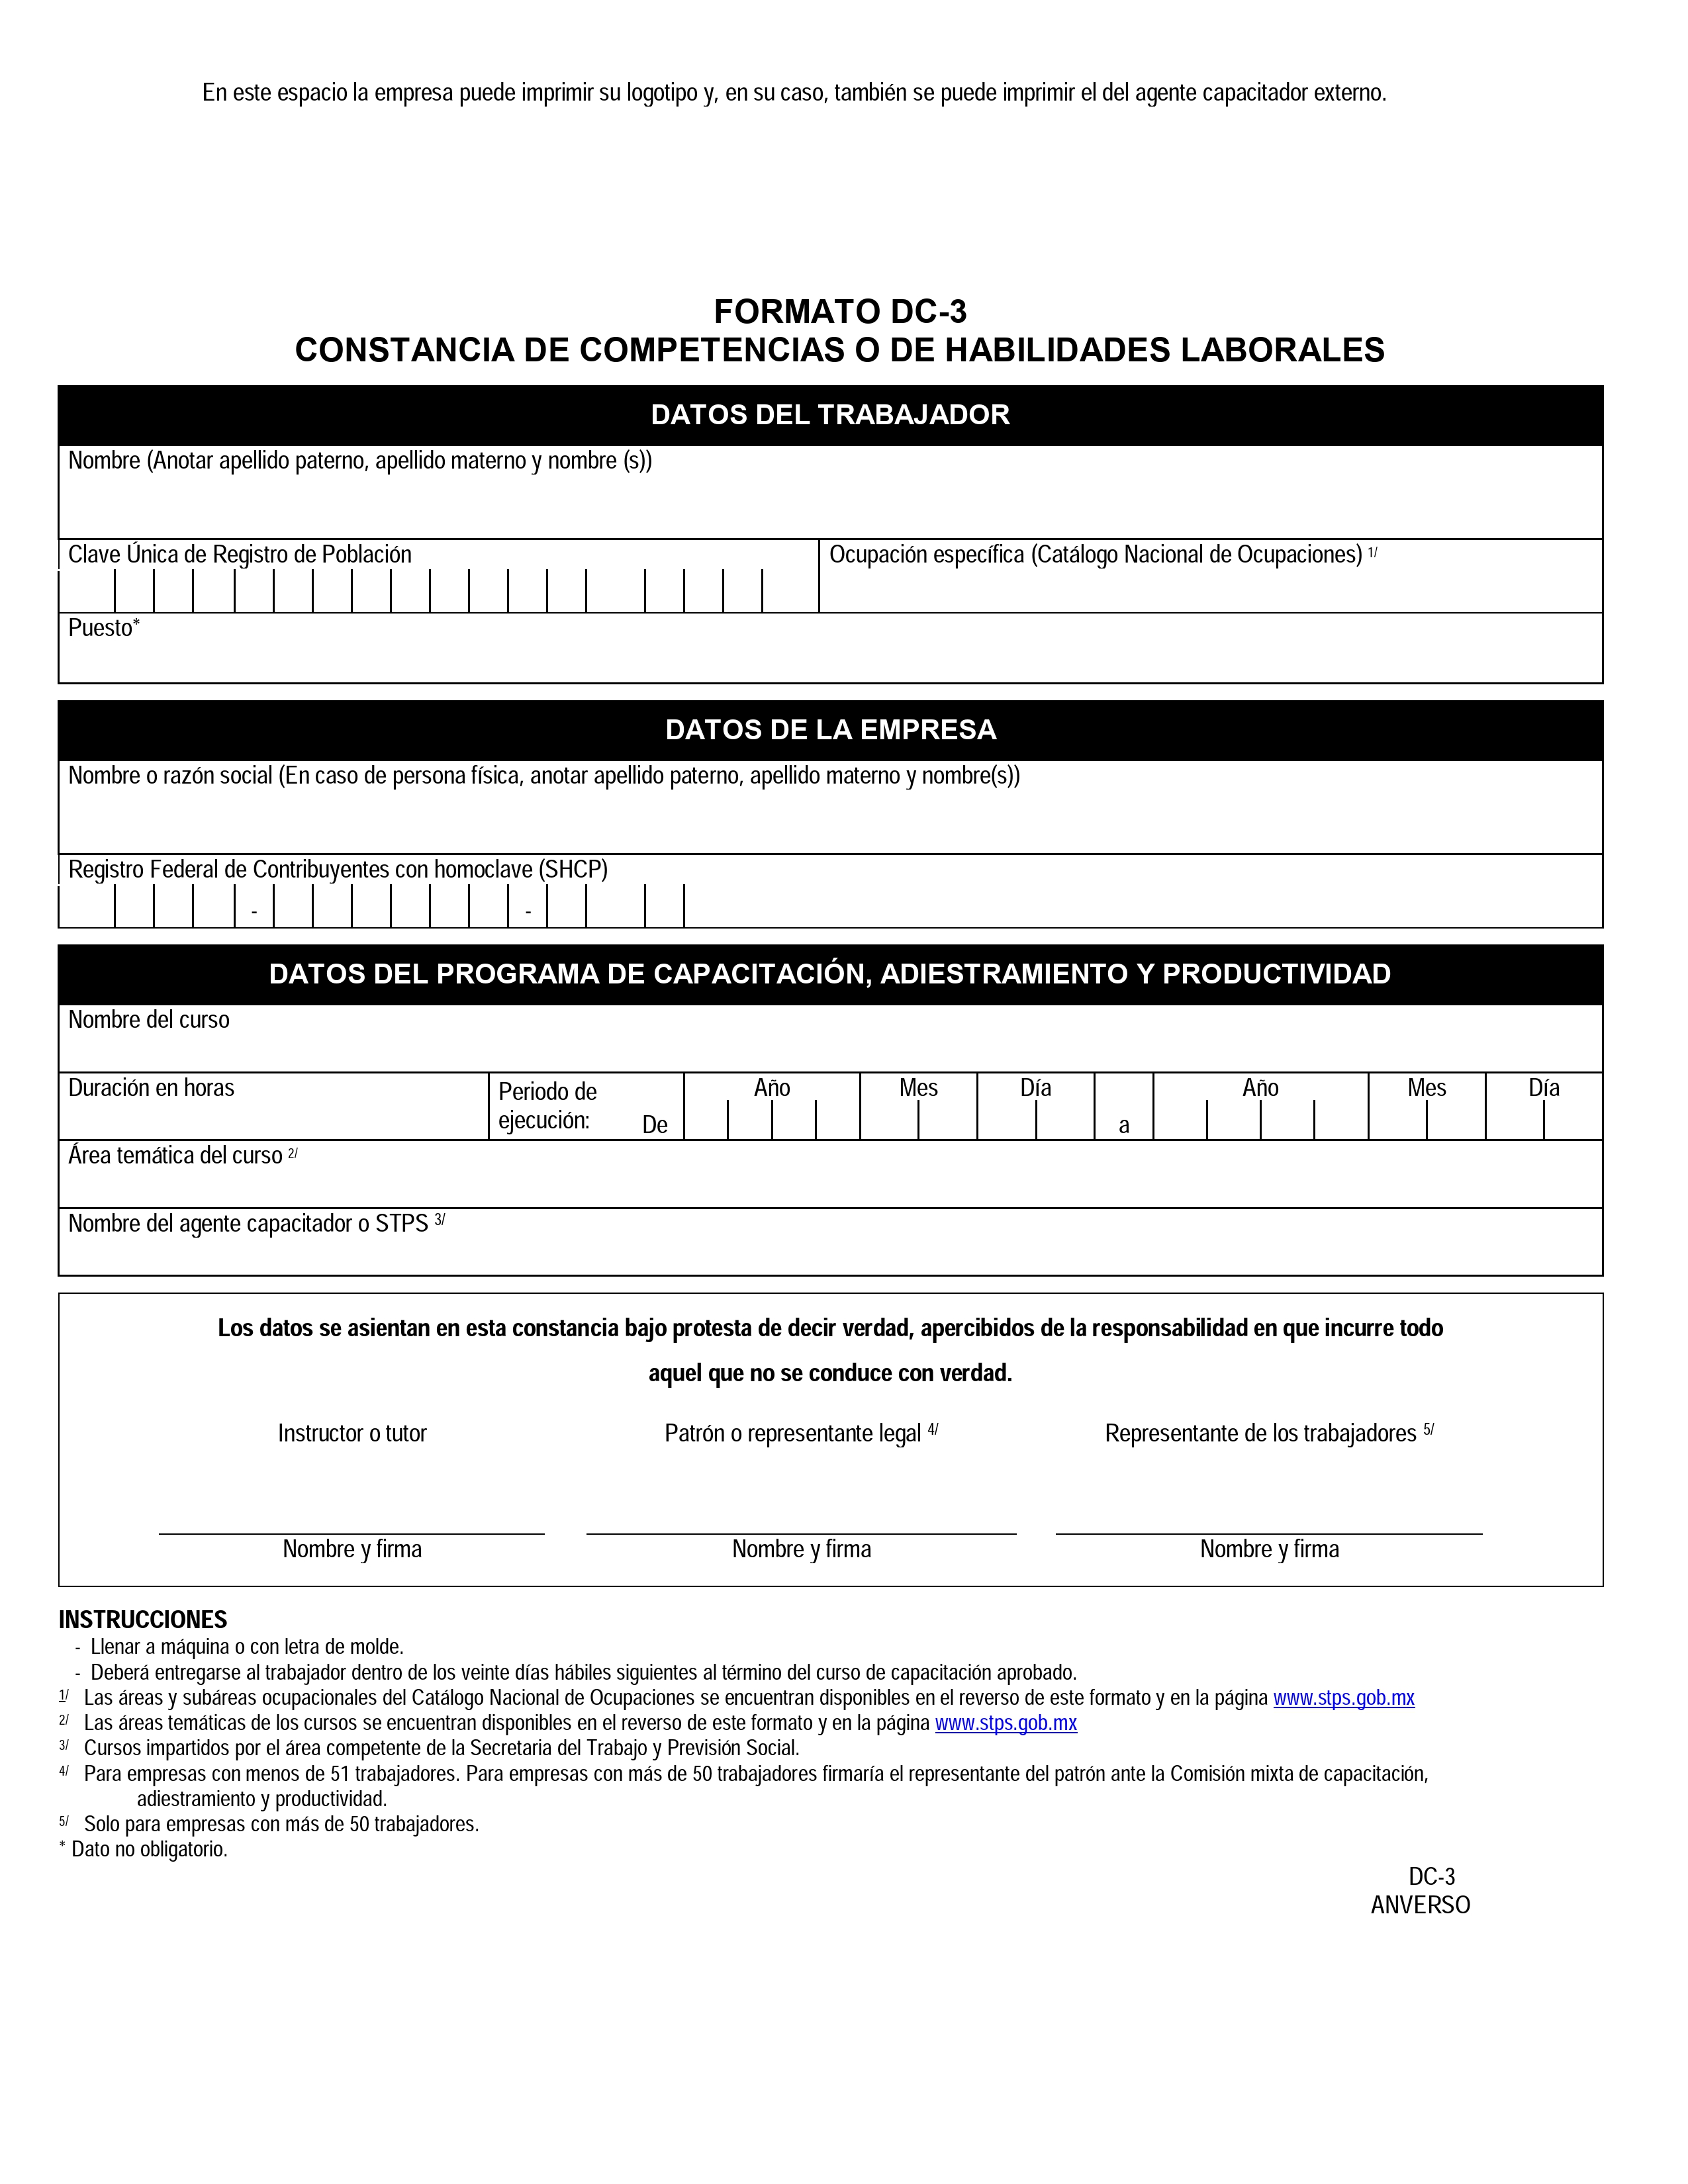 En este espacio la empresa puede imprimir su logotipo y, en su caso, también se puede imprimir el del agente capacitador externo.
FORMATO DC-3
CONSTANCIA DE COMPETENCIAS O DE HABILIDADES LABORALES
DATOS DEL TRABAJADOR
Nombre (Anotar apellido paterno, apellido materno y nombre (s))
Clave Única de Registro de Población
Ocupación específica (Catálogo Nacional de Ocupaciones) 1/
Puesto*
DATOS DE LA EMPRESA
Nombre o razón social (En caso de persona física, anotar apellido paterno, apellido materno y nombre(s))
Registro Federal de Contribuyentes con homoclave (SHCP)
- -
DATOS DEL PROGRAMA DE CAPACITACIÓN, ADIESTRAMIENTO Y PRODUCTIVIDAD
Nombre del curso
Duración en horas
Periodo de
ejecución: De
Año Mes Día a Año Mes Día
Área temática del curso 2/
Nombre del agente capacitador o STPS 3/
Los datos se asientan en esta constancia bajo protesta de decir verdad, apercibidos de la responsabilidad en que incurre todo
aquel que no se conduce con verdad.
Instructor o tutor Patrón o representante legal 4/ Representante de los trabajadores 5/
Nombre y firma Nombre y firma Nombre y firma
INSTRUCCIONES
- Llenar a máquina o con letra de molde.
- Deberá entregarse al trabajador dentro de los veinte días hábiles siguientes al término del curso de capacitación aprobado.
1/ Las áreas y subáreas ocupacionales del Catálogo Nacional de Ocupaciones se encuentran disponibles en el reverso de este formato y en la página www.stps.gob.mx
2/ Las áreas temáticas de los cursos se encuentran disponibles en el reverso de este formato y en la página www.stps.gob.mx
3/ Cursos impartidos por el área competente de la Secretaria del Trabajo y Previsión Social.
4/ Para empresas con menos de 51 trabajadores. Para empresas con más de 50 trabajadores firmaría el representante del patrón ante la Comisión mixta de capacitación,
adiestramiento y productividad.
5/ Solo para empresas con más de 50 trabajadores.
* Dato no obligatorio.
DC-3
ANVERSO